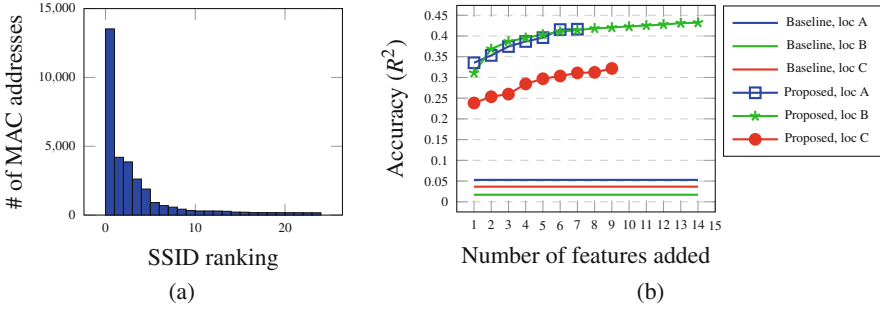 (a)
15,000
10,000
5,000
0
# of MAC addresses
0 10 20
SSID ranking
(a)
(b)
0.45
0.4
0.35
0.3
0.25
0.2
0.15
0.1
0.05
0
Accuracy (R²)
1 2 3 4 5 6 7 8 9 10 11 12 13 14 15
Number of features added
(b)
Baseline, loc A
Baseline, loc B
Baseline, loc C
Proposed, loc A
Proposed, loc B
Proposed, loc C